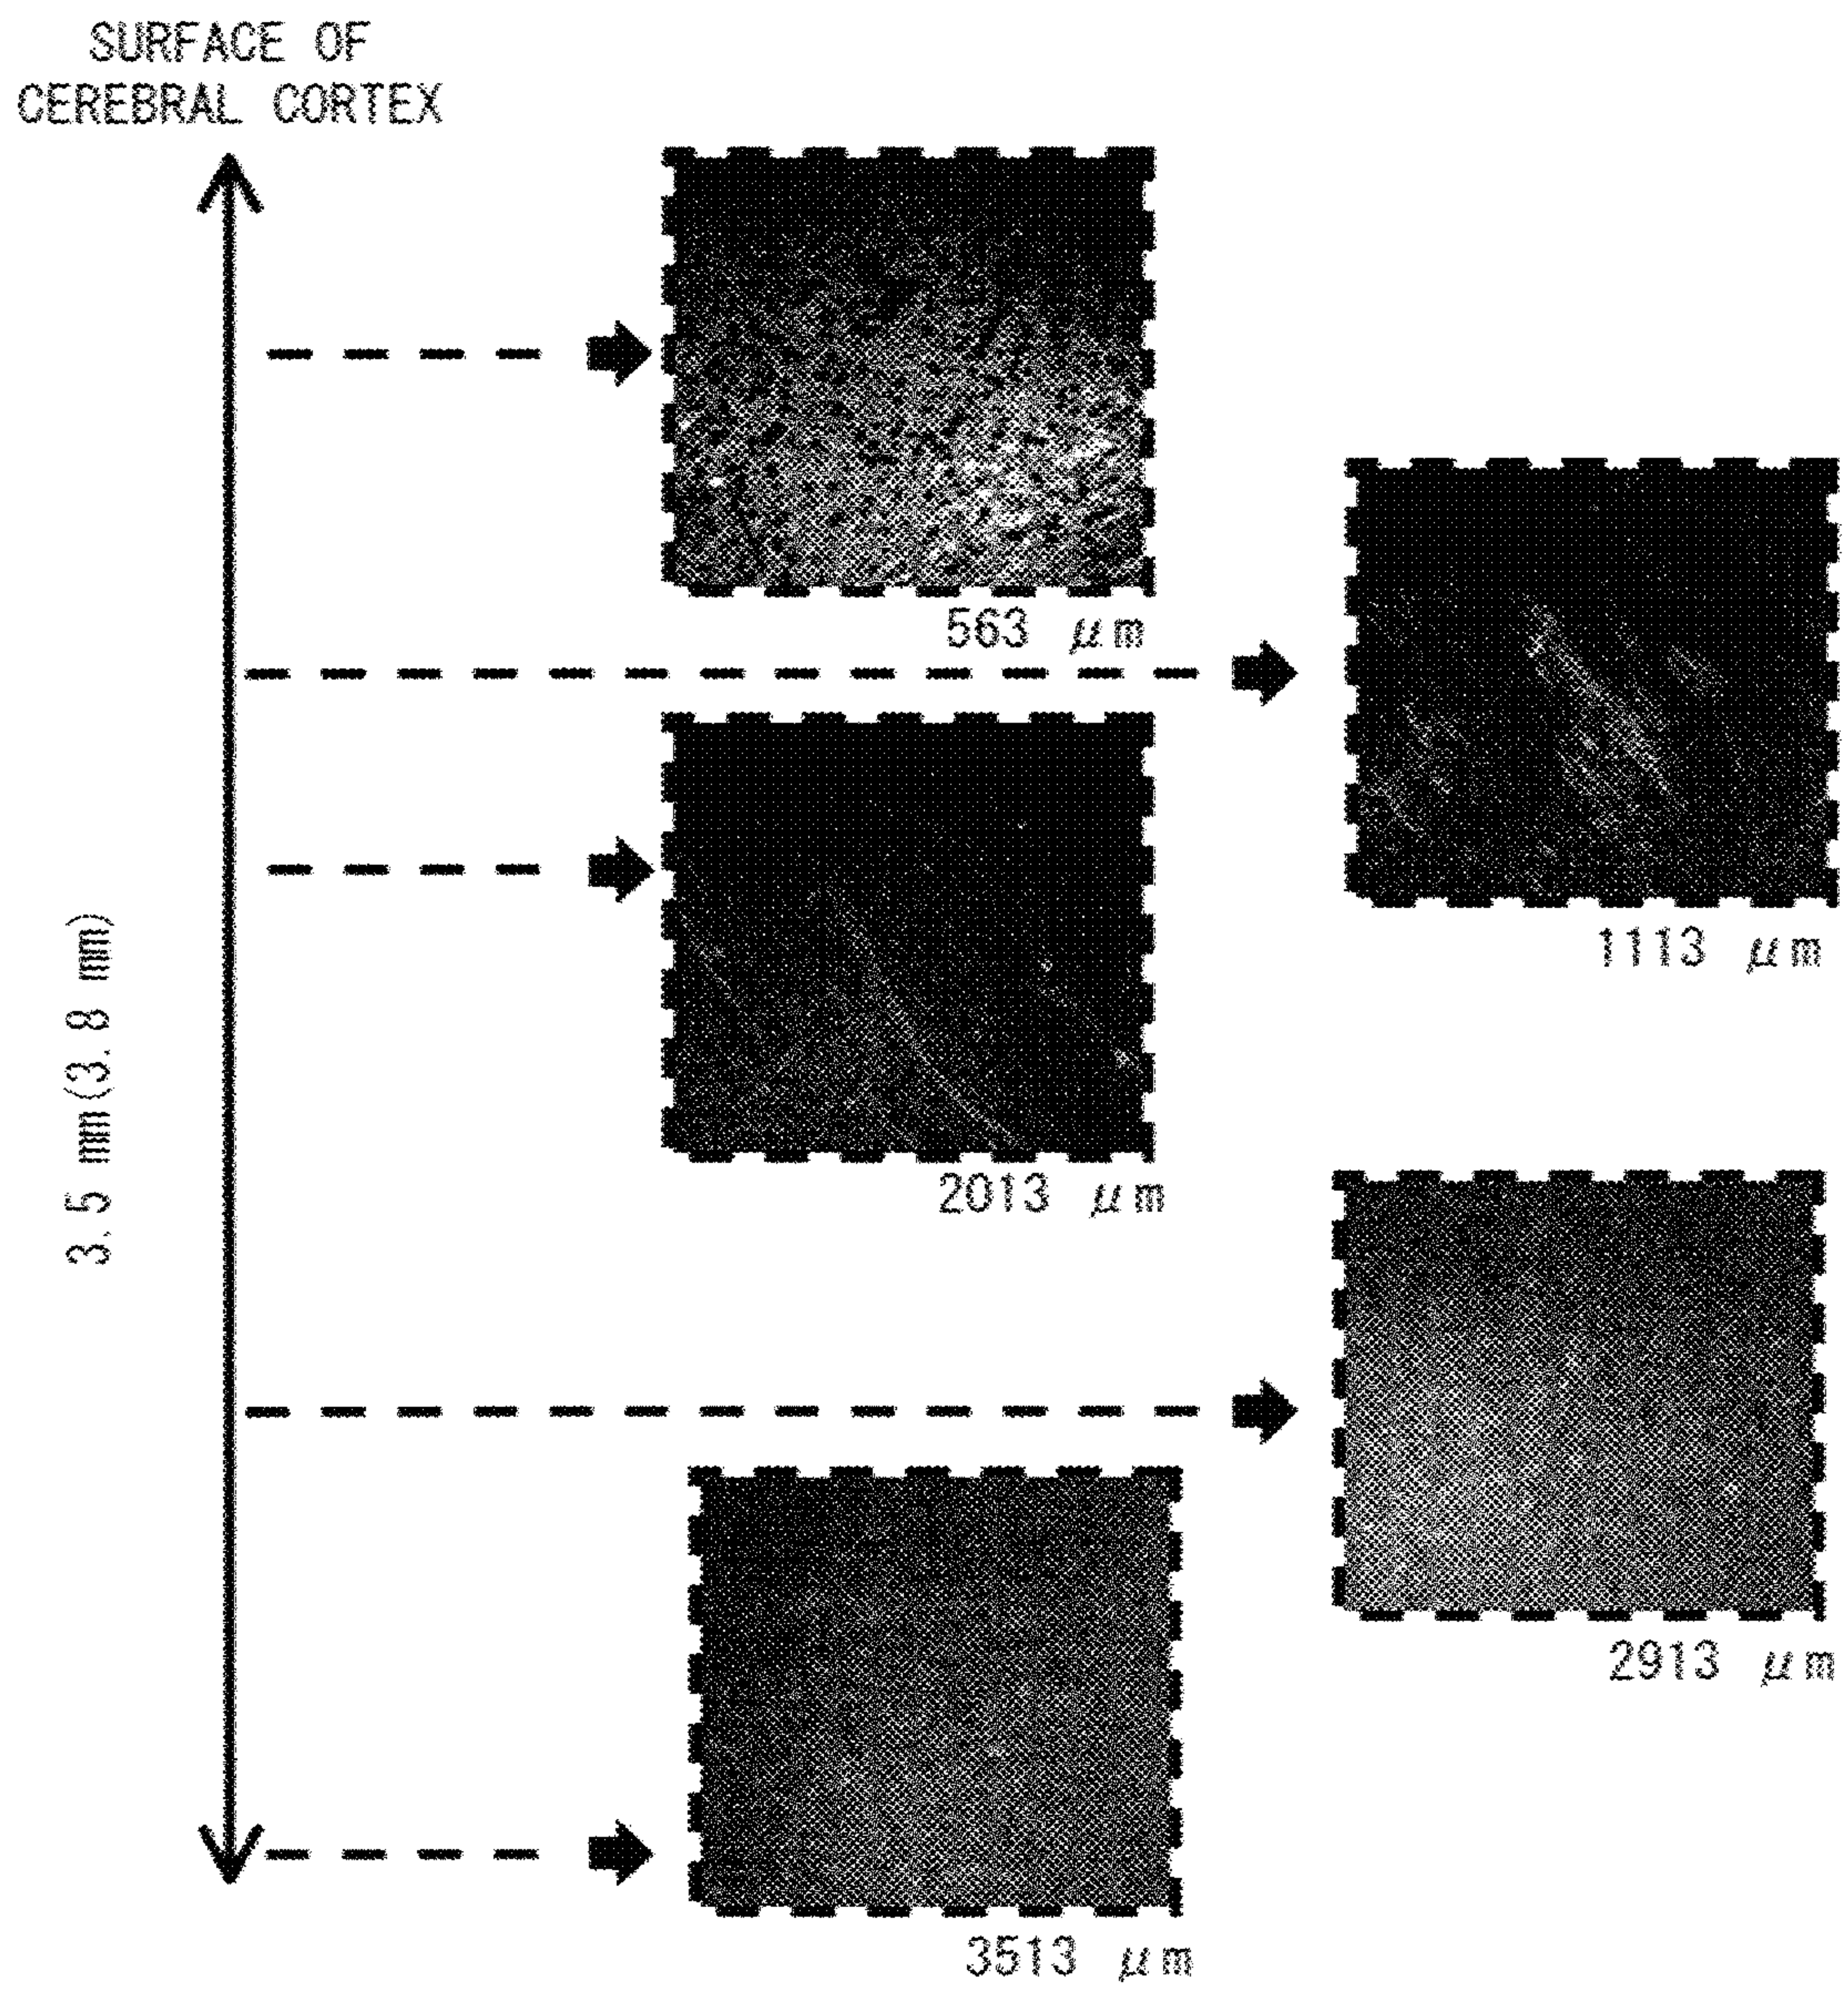 SURFACE OF
CEREBRAL CORTEX
563 μm
1113 μm
3.5 mm(3.8 mm)
2013 μm
2913 μm
3513 μm